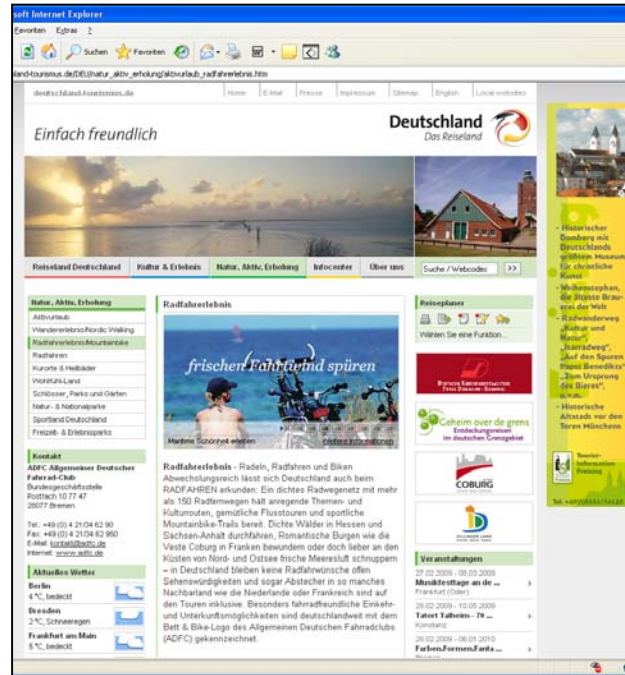 soft Internet Explorer
Favoriten Extras ?
Suchen Favoriten
land-tourismus.de/DEU/natur_aktiv_erholung/aktivurlaub_radfahrerlebnis.htm
deutschland-tourismus.de
Home E-Mail Presse Impressum Sitemap English Local websites
Einfach freundlich
Deutschland
Das Reiseland
Reiseland Deutschland Kultur & Erlebnis Natur, Aktiv, Erholung Infocenter Über uns
Suche / Webcodes >>
Natur, Aktiv, Erholung
Aktivurlaub
Wandererlebnis/Nordic Walking
Radfahrerlebnis/Mountainbike
Radfahren
Kurorte & Heilbäder
Wohlfühl-Land
Schlösser, Parks und Gärten
Natur- & Nationalparke
Sportland Deutschland
Freizeit- & Erlebnisparks
Kontakt
ADFC Allgemeiner Deutscher
Fahrrad-Club
Bundesgeschäftsstelle
Postfach 10 77 47
28077 Bremen
Tel.: +49 (0) 4 21/34 62 90
Fax: +49 (0) 4 21/34 62 950
E-Mail: kontakt@adfc.de
Internet: www.adfc.de
Aktuelles Wetter
Berlin
4 °C, bedeckt
Dresden
2 °C, Schneeregen
Frankfurt am Main
5 °C, bedeckt
Radfahrerlebnis
frischen Fahrtwind spüren
Maritime Schönheit erleben
Weitere Informationen
Radfahrerlebnis - Radeln, Radfahren und Biken
Abwechslungsreich lässt sich Deutschland auch beim
RADFAHREN erkunden: Ein dichtes Radwegenetz mit mehr
als 150 Radfernwegen hält anregende Themen- und
Kulturrouten, gemütliche Flusstouren und sportliche
Mountainbike-Trails bereit. Dichte Wälder in Hessen und
Sachsen-Anhalt durchfahren, Romantische Burgen wie die
Veste Coburg in Franken bewundern oder doch lieber an den
Küsten von Nord- und Ostsee frische Meeresluft schnuppern
– in Deutschland bleiben keine Radfahrwünsche offen.
Sehenswürdigkeiten und sogar Abstecher in so manches
Nachbarland wie die Niederlande oder Frankreich sind auf
den Touren inklusive. Besonders fahrradfreundliche Einkehr-
und Unterkunftsmöglichkeiten sind deutschlandweit mit dem
Bett & Bike-Logo des Allgemeinen Deutschen Fahrradclubs
(ADFC) gekennzeichnet.
Reiseplaner
Wählen Sie eine Funktion...
Geheim over de grens
Entdeckungsreisen
im deutschen Grenzgebiet
COBURG
DILLINGER LAND
Veranstaltungen
27.02.2009 - 08.03.2009
Musikfesttage an de ...
Frankfurt (Oder)
28.02.2009 - 10.05.2009
Tatort Talheim - 70 ...
Konstanz
28.02.2009 - 06.01.2010
Farben.Formen.Fanta ...
- Historischer
Domberg mit
Deutschlands
größtem Museum
für christliche
Kunst
- Weihenstephan,
die älteste Brau-
erei der Welt
- Radwanderweg
„Kultur und
Natur",
„Isarradweg",
„Auf den Spuren
Papst Benedikts"
„Zum Ursprung
des Bieres",
u.v.m.
- Historische
Altstadt vor den
Toren Münchens
Tourist-
Information
Freising